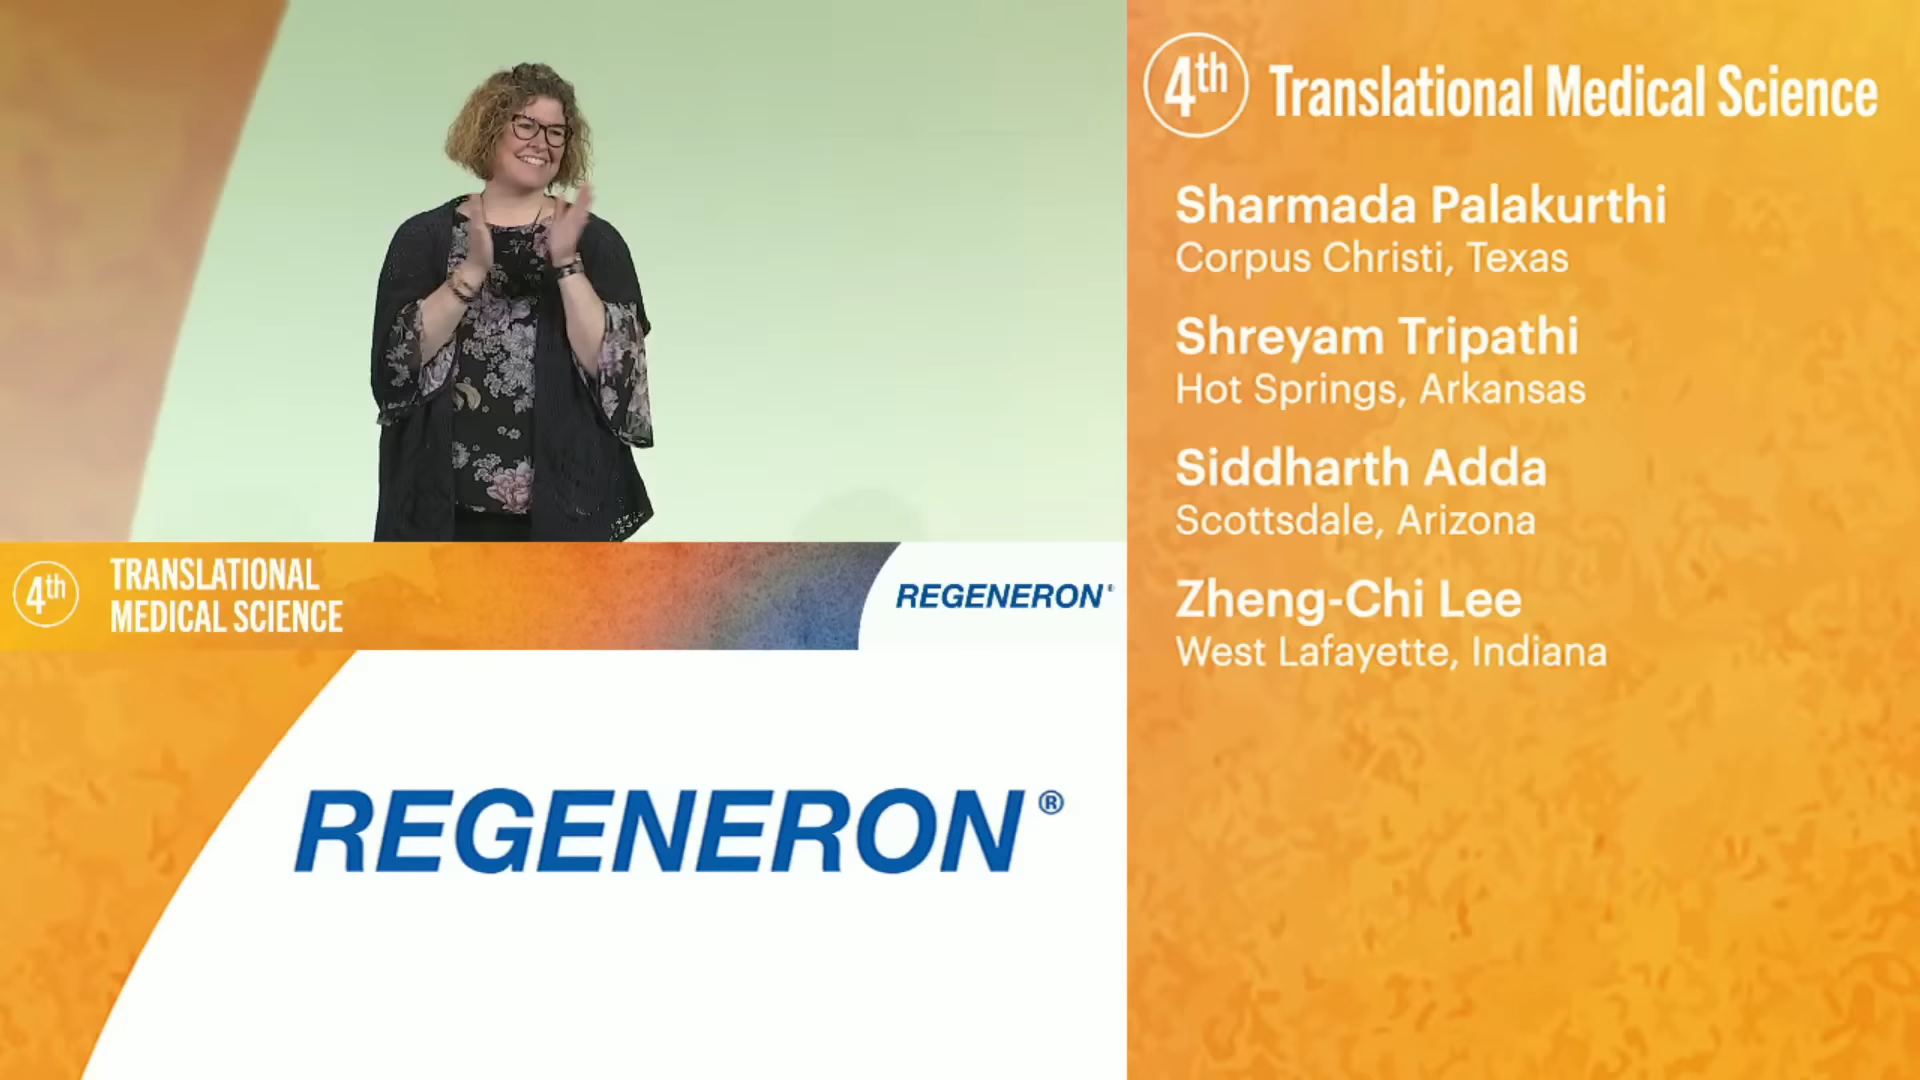 4th Translational Medical Science
Sharmada Palakurthi
Corpus Christi, Texas
Shreyam Tripathi
Hot Springs, Arkansas
Siddharth Adda
Scottsdale, Arizona
Zheng-Chi Lee
West Lafayette, Indiana
4th
TRANSLATIONAL
MEDICAL SCIENCE
REGENERON®
REGENERON®